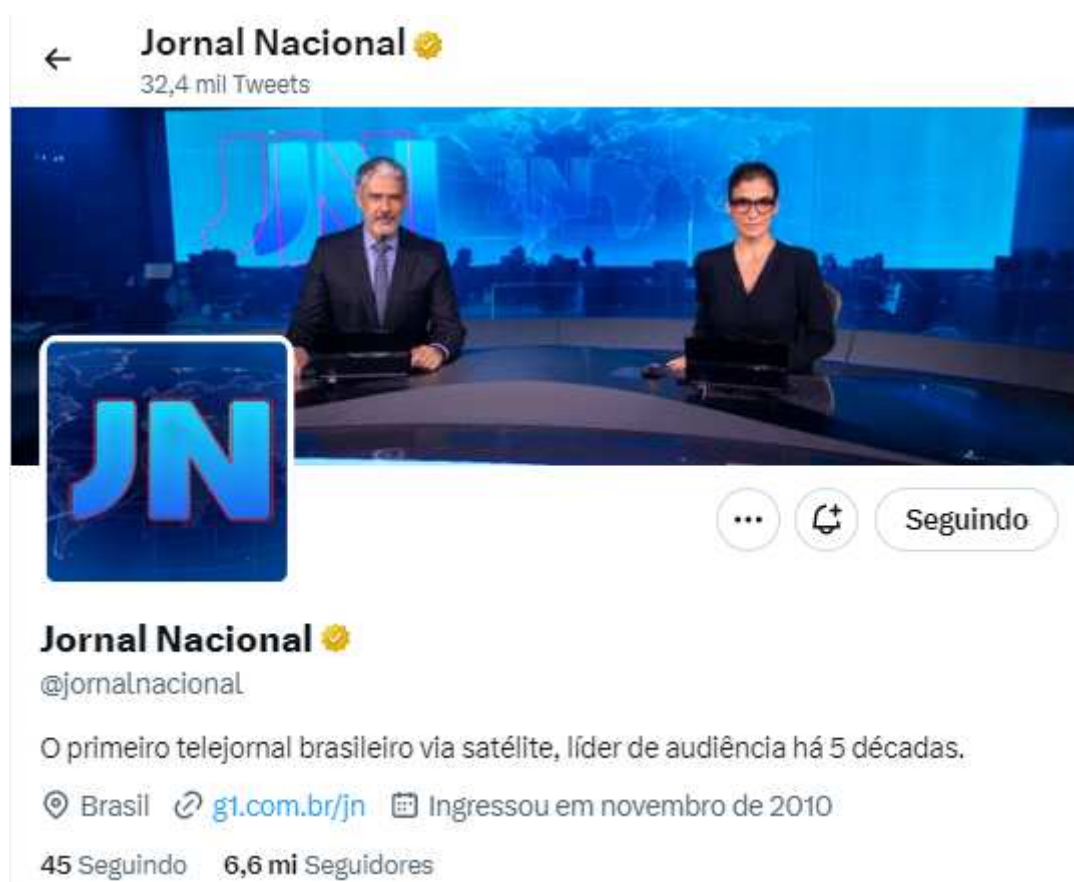 Jornal Nacional
32,4 mil Tweets
JN
JN
JN
Seguindo
Jornal Nacional
@jornalnacional
O primeiro telejornal brasileiro via satélite, líder de audiência há 5 décadas.
Brasil g1.com.br/jn Ingressou em novembro de 2010
45 Seguindo 6,6 mi Seguidores